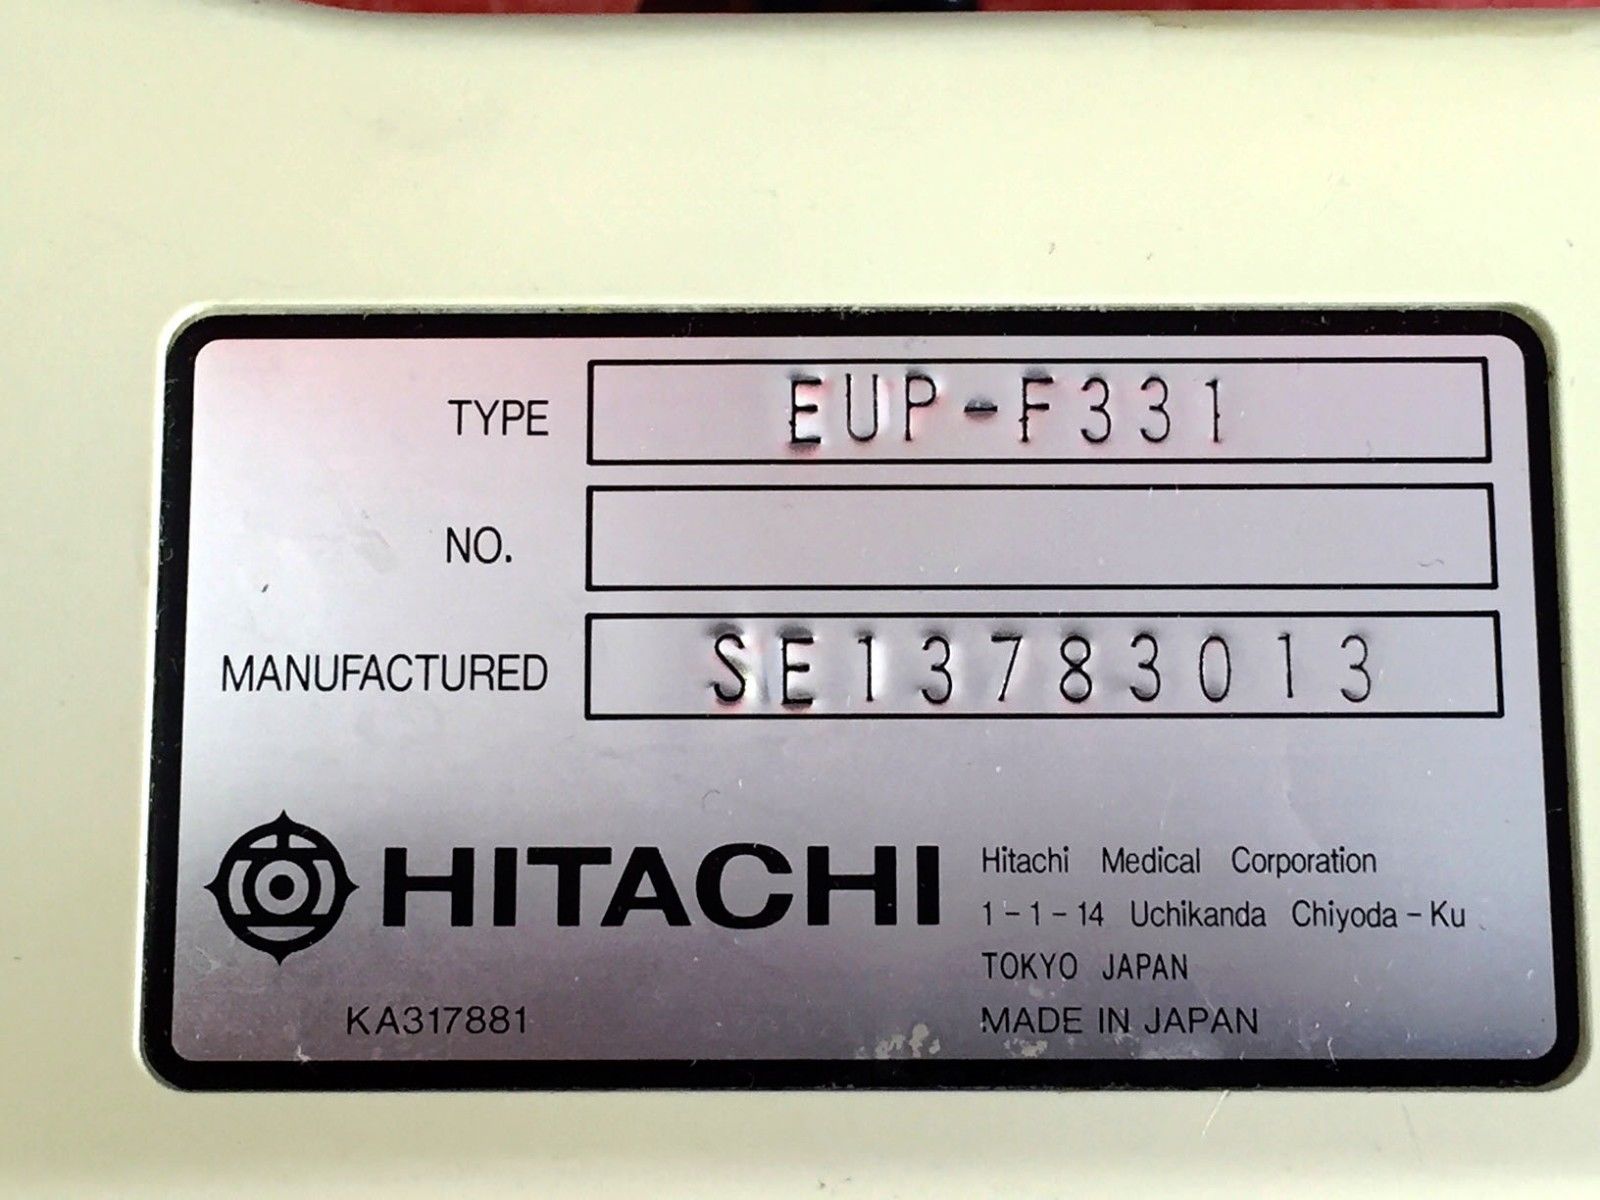 TYPE EUP-F331
NO.
MANUFACTURED SE13783013
HITACHI
Hitachi Medical Corporation
1-1-14 Uchikanda Chiyoda-Ku
TOKYO JAPAN
MADE IN JAPAN
KA317881